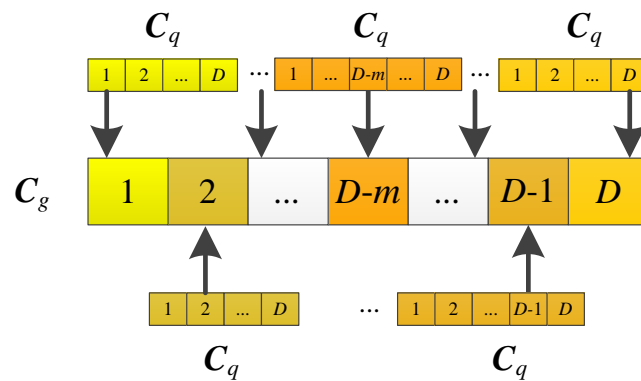 C_q C_q C_q
1 2 ... D ... 1 ... D-m ... D ... 1 2 ... D
C_g 1 2 ... D-m ... D-1 D
1 2 ... D ... 1 2 ... D-1 D
C_q C_q